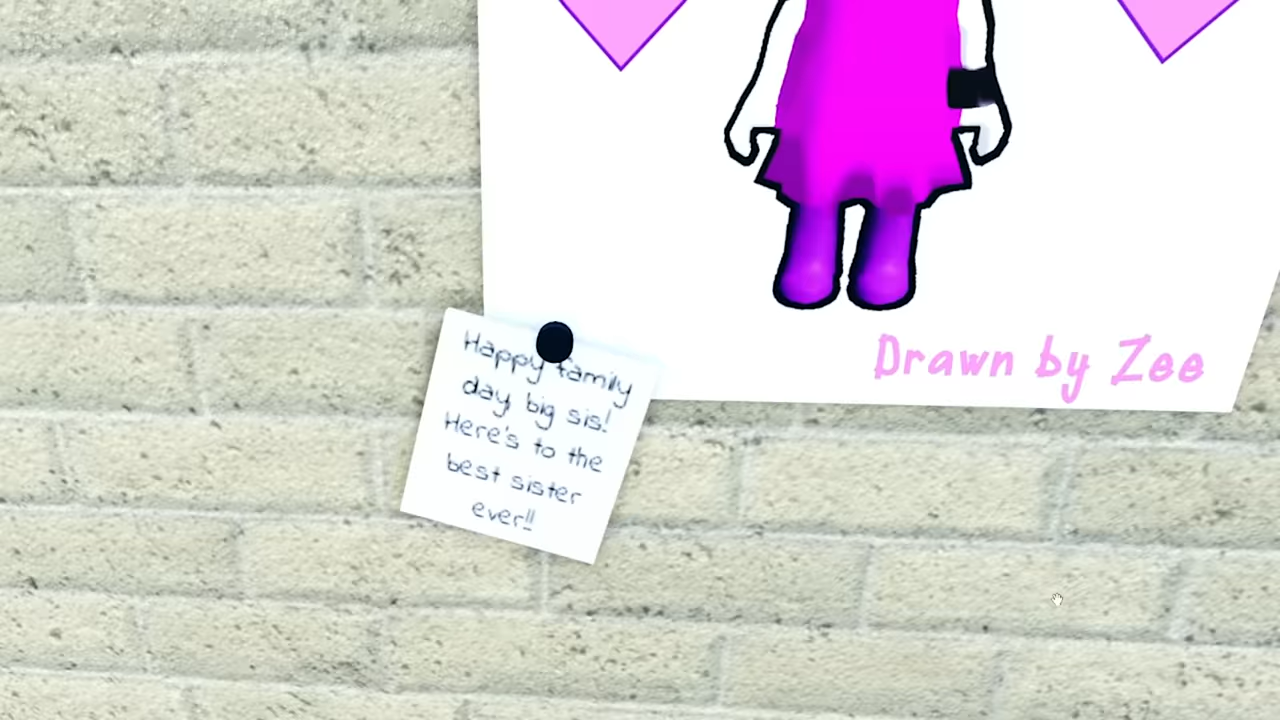 Happy family
day, big sis!
Here's to the
best sister
ever!!
Drawn by Zee